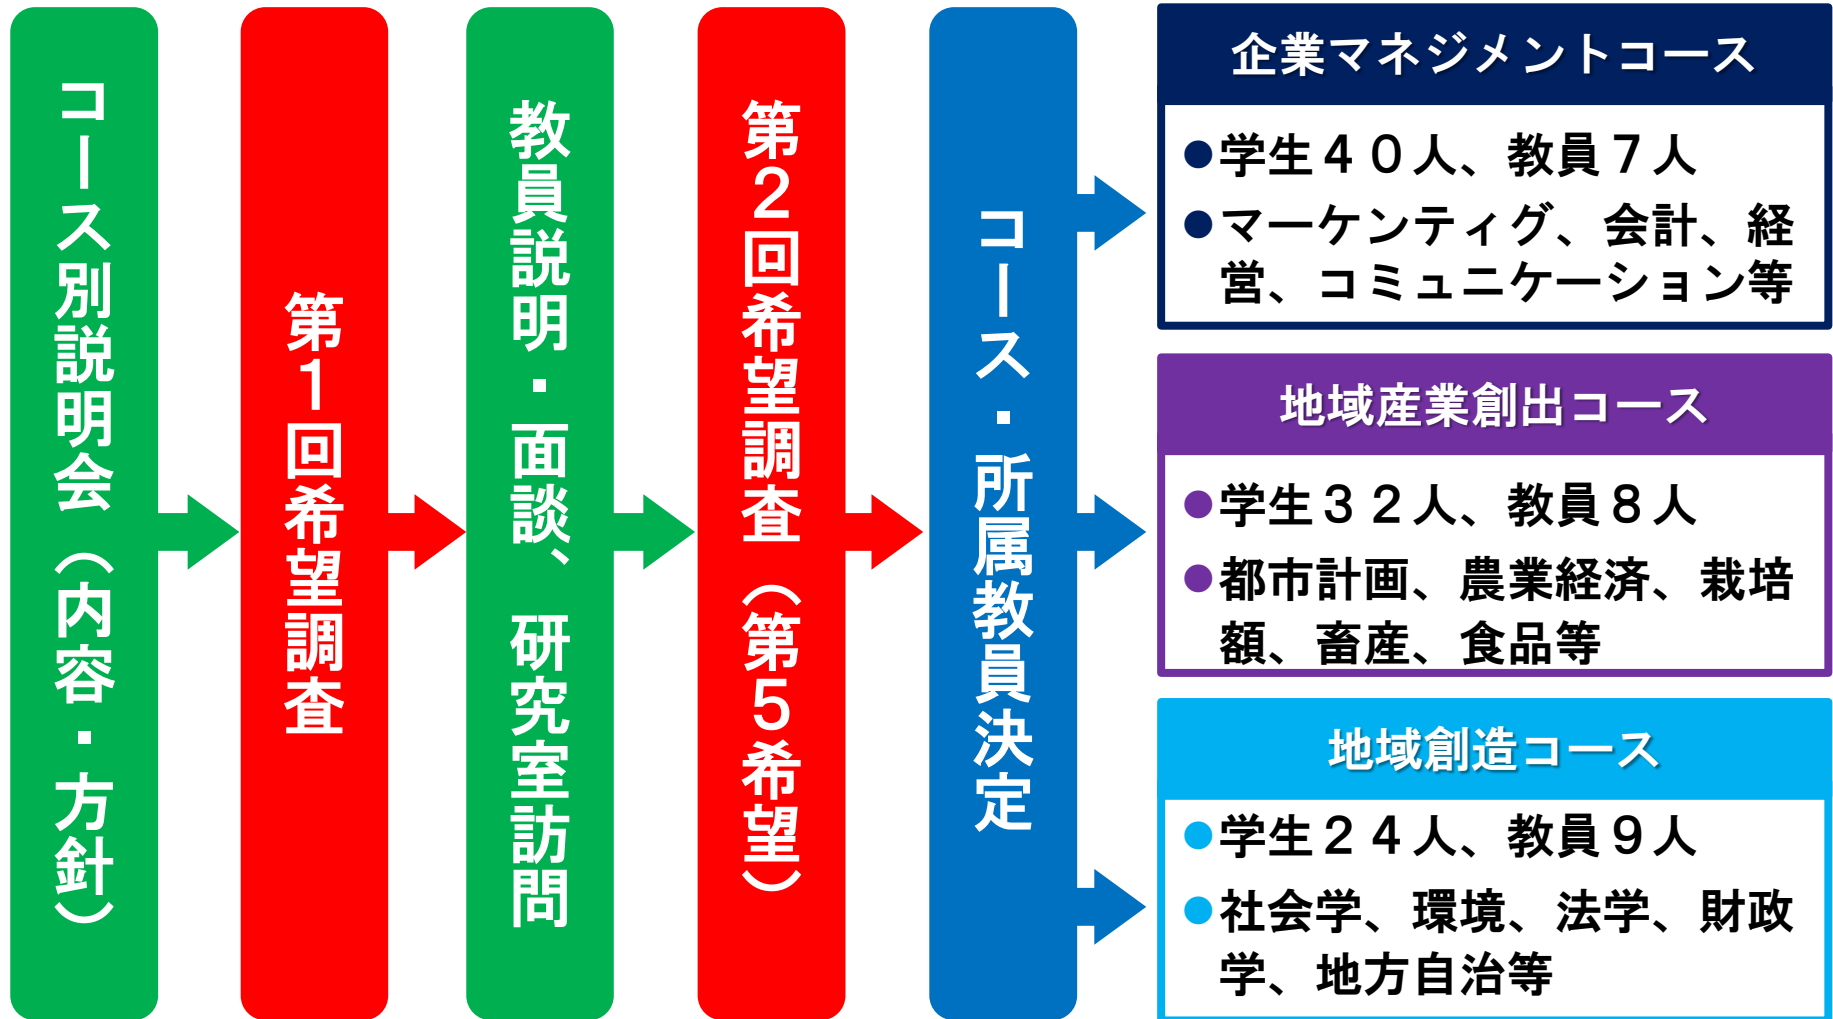 コース別説明会（内容・方針）
第１回希望調査
教員説明・面談、研究室訪問
第２回希望調査（第５希望）
コース・所属教員決定
企業マネジメントコース
●学生４０人、教員７人
●マーケンティグ、会計、経
営、コミュニケーション等
地域産業創出コース
●学生３２人、教員８人
●都市計画、農業経済、栽培
額、畜産、食品等
地域創造コース
●学生２４人、教員９人
●社会学、環境、法学、財政
学、地方自治等